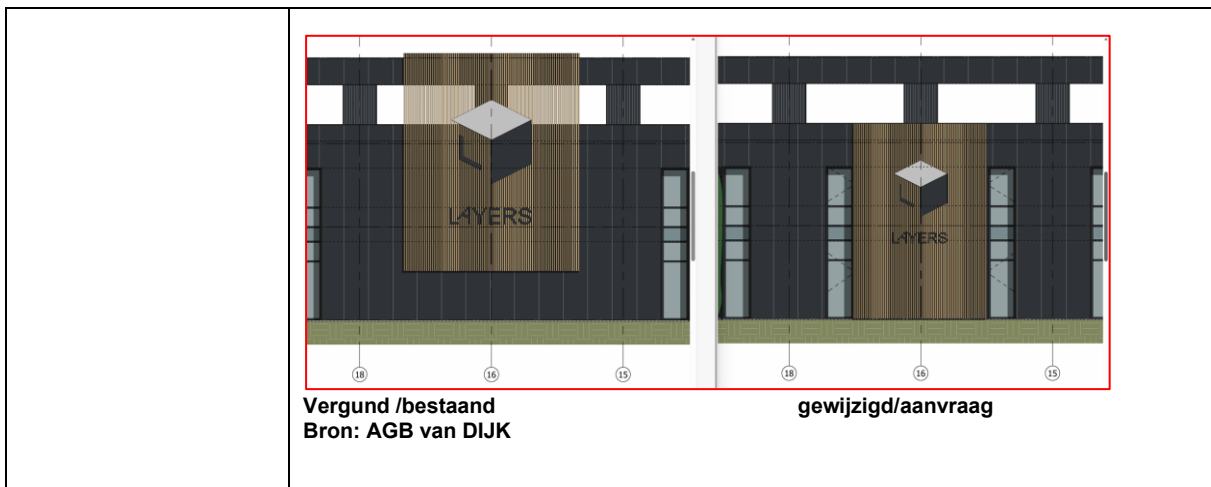 LAYERS
LAYERS
18 16 15
18 16 15
Vergund /bestaand gewijzigd/aanvraag
Bron: AGB van DIJK